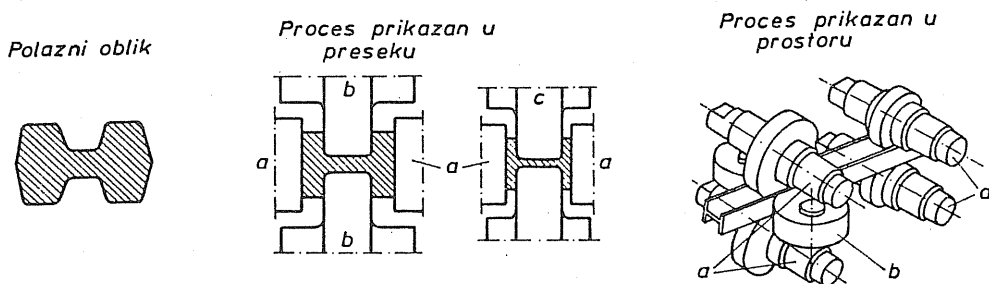 Polazni oblik
Proces prikazan u
preseku
Proces prikazan u
prostoru
b
c
a
a
a
b
a
a
b